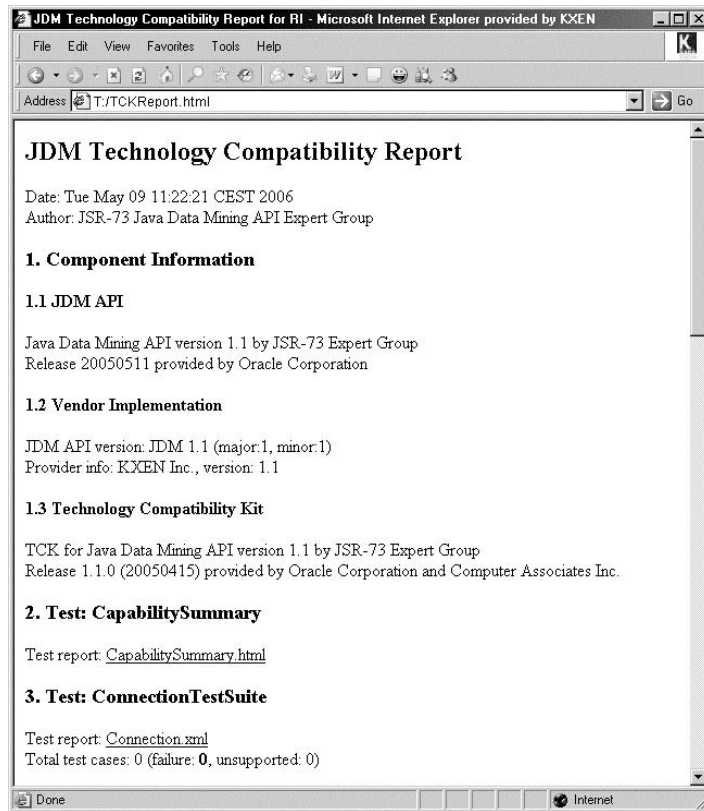 JDM Technology Compatibility Report for RI - Microsoft Internet Explorer provided by KXEN
File Edit View Favorites Tools Help
Address T:/TCKReport.html Go
JDM Technology Compatibility Report
Date: Tue May 09 11:22:21 CEST 2006
Author: JSR-73 Java Data Mining API Expert Group
1. Component Information
1.1 JDM API
Java Data Mining API version 1.1 by JSR-73 Expert Group
Release 20050511 provided by Oracle Corporation
1.2 Vendor Implementation
JDM API version: JDM 1.1 (major:1, minor:1)
Provider info: KXEN Inc., version: 1.1
1.3 Technology Compatibility Kit
TCK for Java Data Mining API version 1.1 by JSR-73 Expert Group
Release 1.1.0 (20050415) provided by Oracle Corporation and Computer Associates Inc.
2. Test: CapabilitySummary
Test report: CapabilitySummary.html
3. Test: ConnectionTestSuite
Test report: Connection.xml
Total test cases: 0 (failure: 0, unsupported: 0)
Done Internet